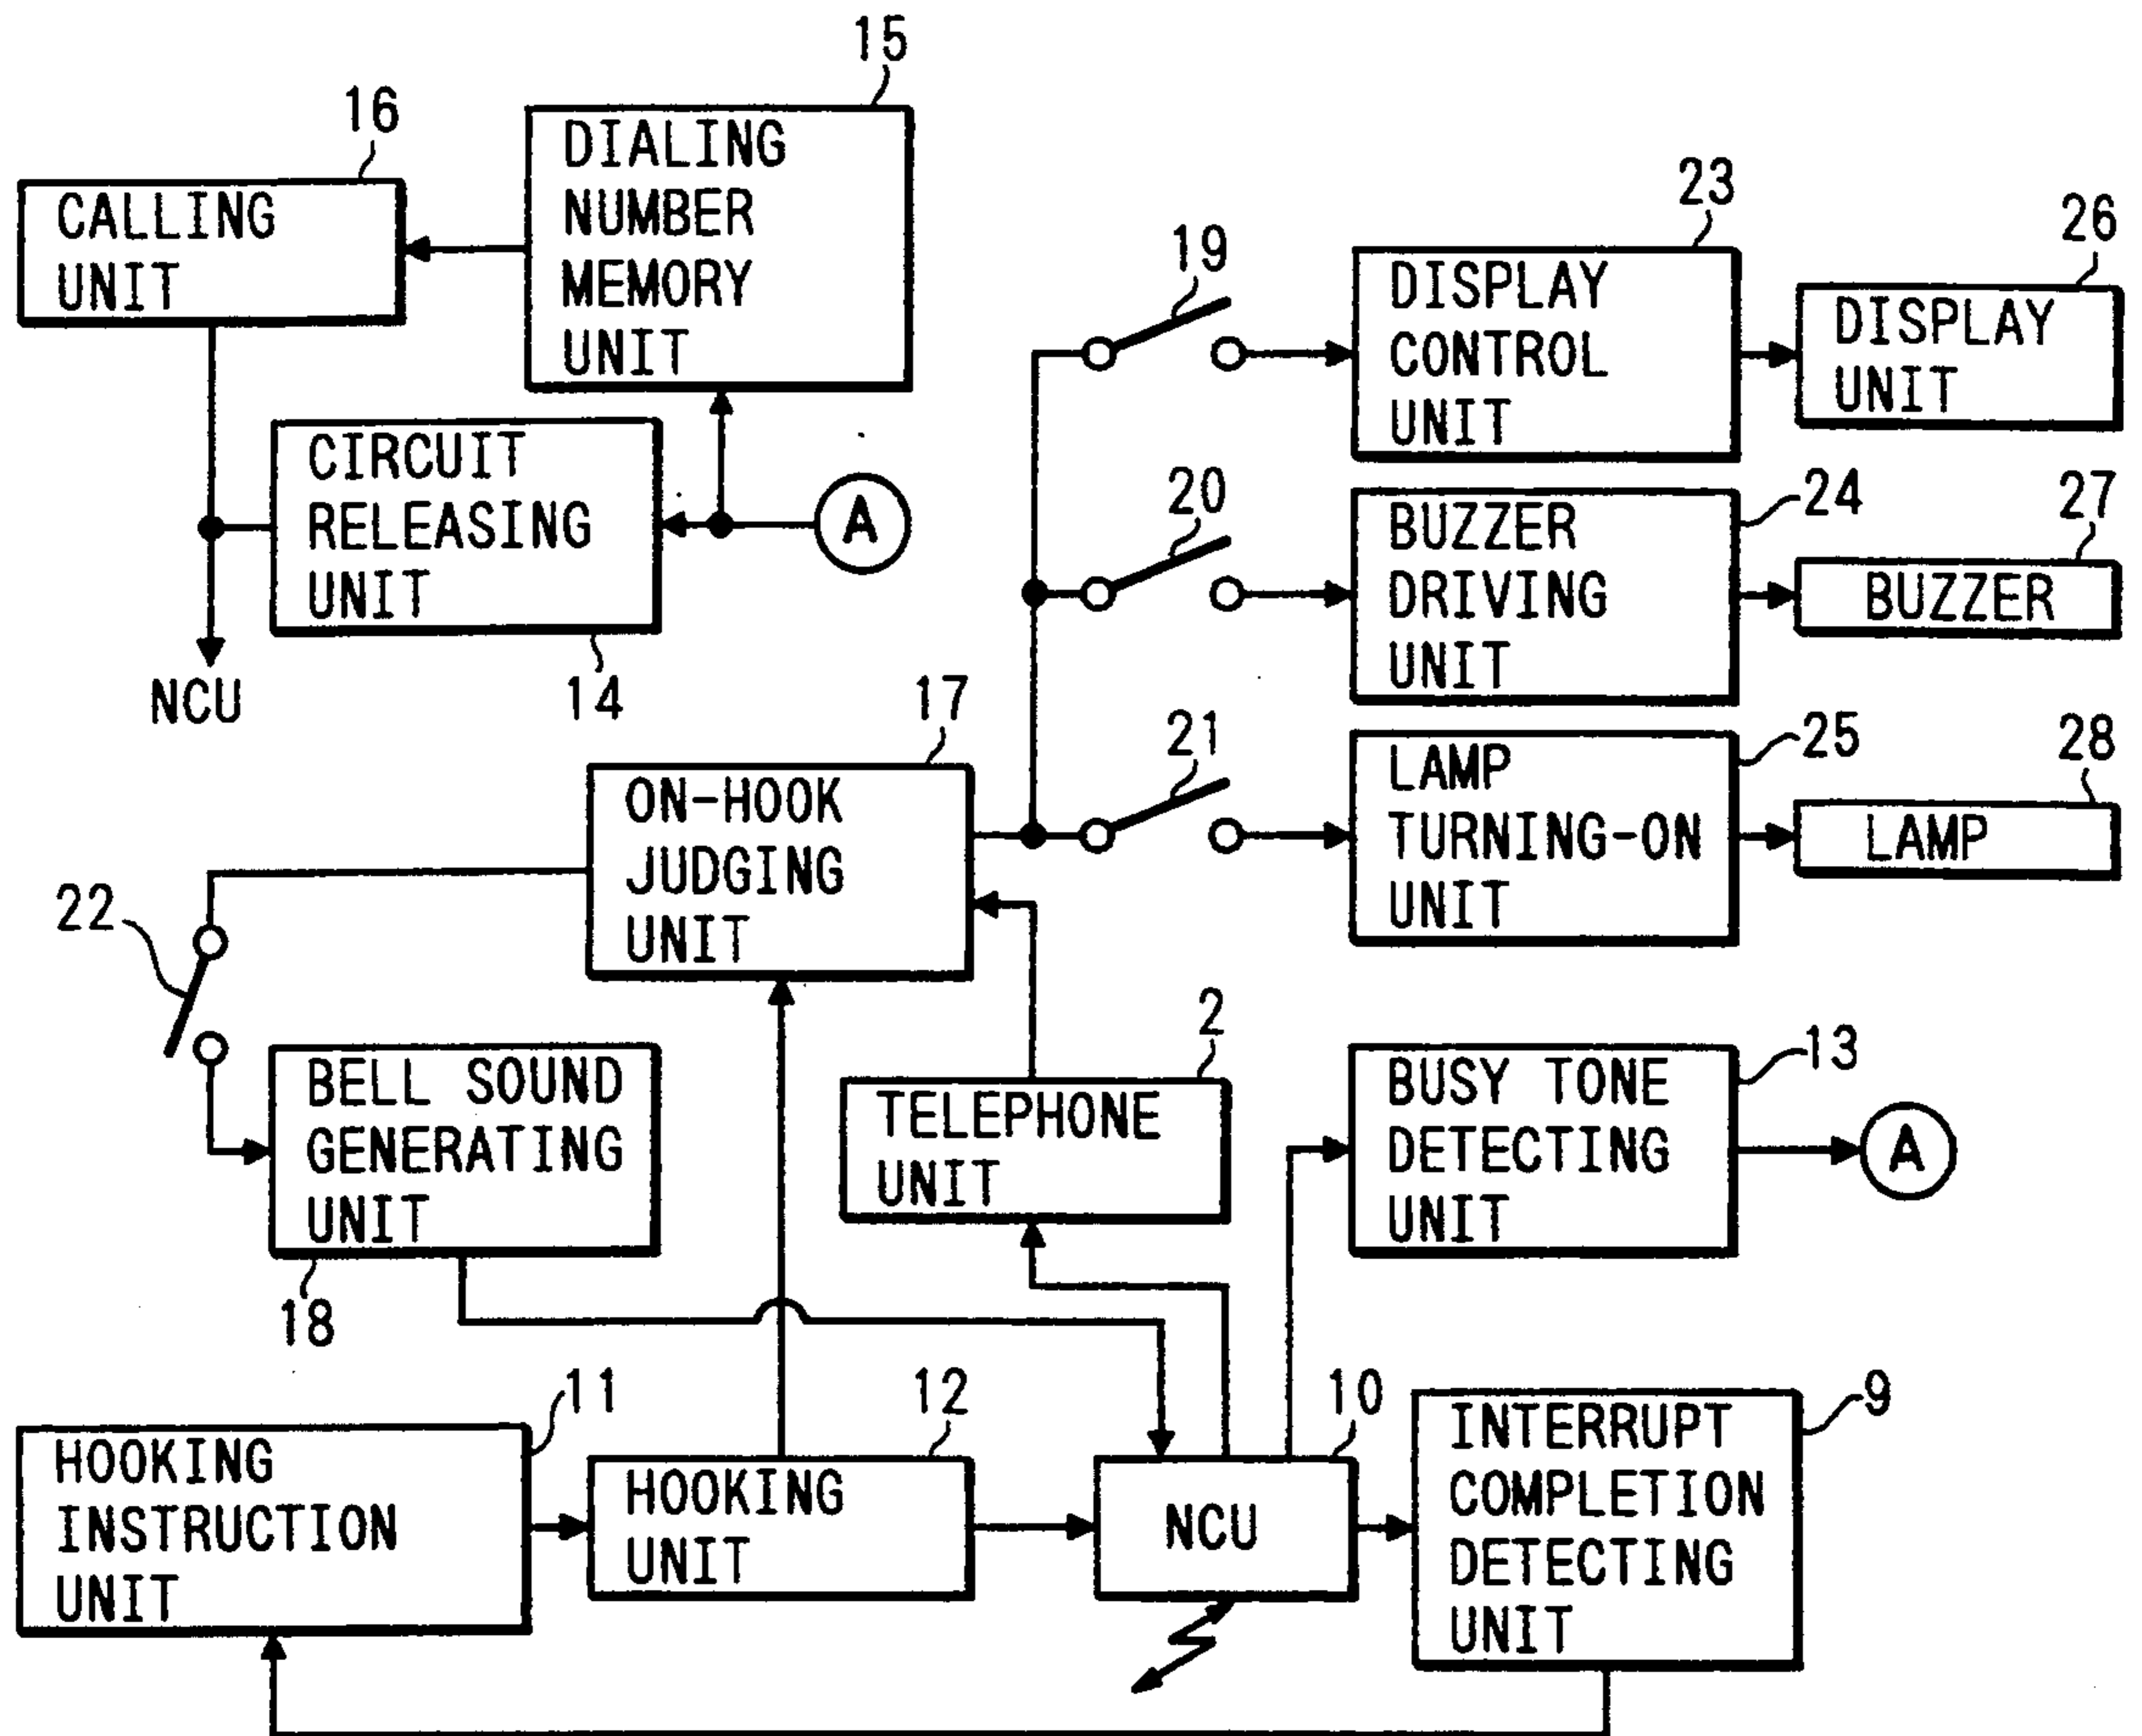 15
16
DIALING
NUMBER
MEMORY
UNIT
CALLING
UNIT
23
26
19
DISPLAY
CONTROL
UNIT
DISPLAY
UNIT
CIRCUIT
RELEASING
UNIT
A
20
24
27
BUZZER
DRIVING
UNIT
BUZZER
NCU
14
17
21
25
28
LAMP
TURNING-ON
UNIT
LAMP
ON-HOOK
JUDGING
UNIT
22
2
13
BELL SOUND
GENERATING
UNIT
TELEPHONE
UNIT
BUSY TONE
DETECTING
UNIT
A
18
11
12
10
9
HOOKING
INSTRUCTION
UNIT
HOOKING
UNIT
NCU
INTERRUPT
COMPLETION
DETECTING
UNIT